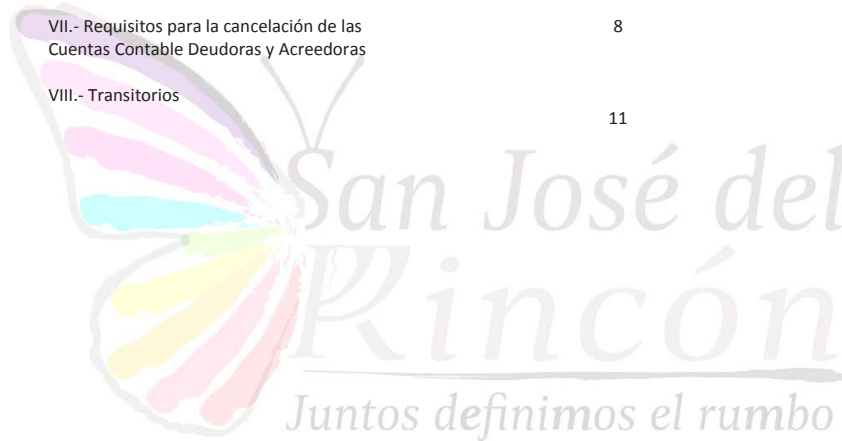 VII.- Requisitos para la cancelación de las 8
Cuentas Contable Deudoras y Acreedoras
VIII.- Transitorios
11
San José del
Rincón
Juntos definimos el rumbo